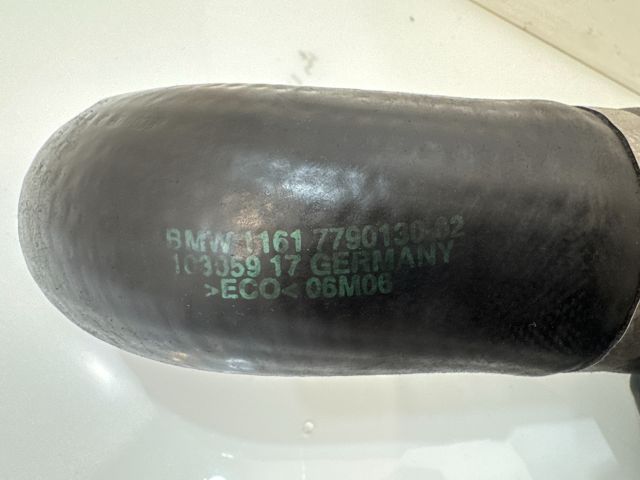 BMW 1161 7790130-02
103359 17 GERMANY
>ECO< 06M06